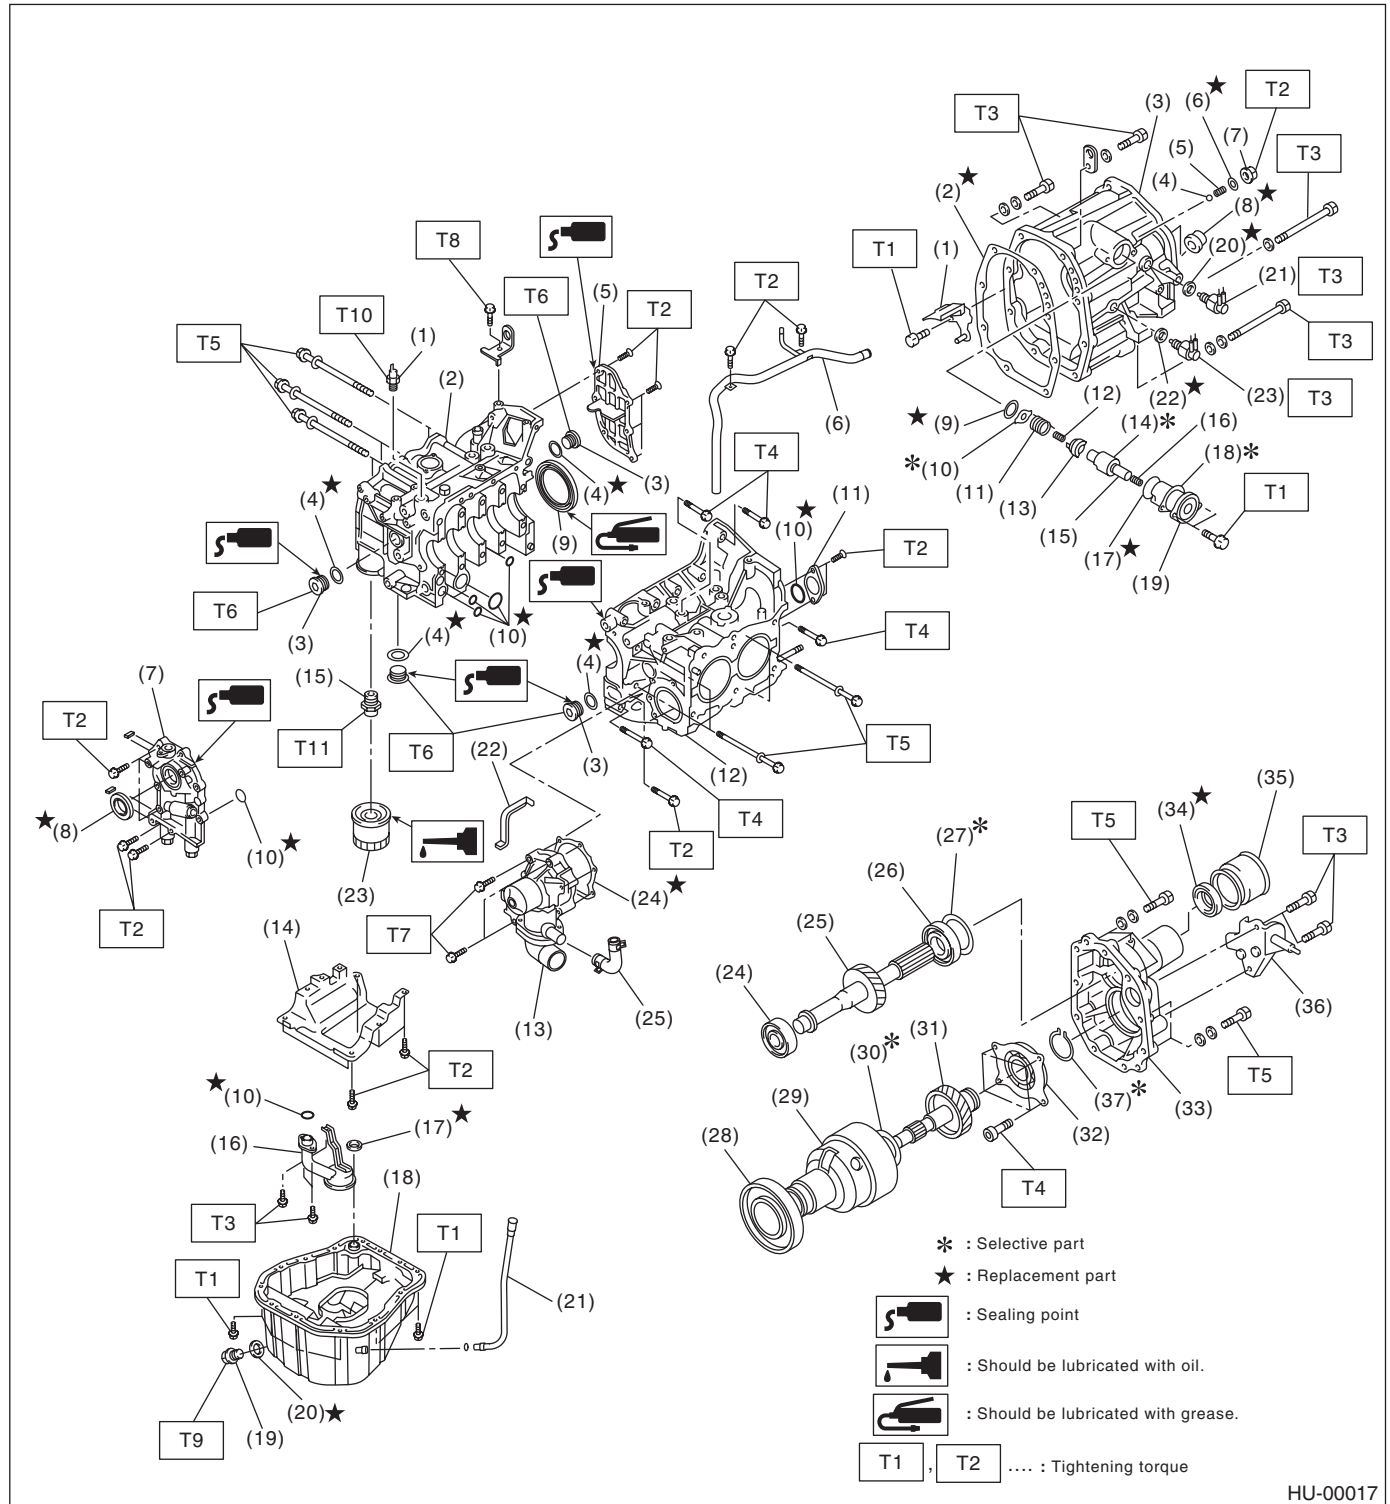 T3
(3)
(6)★
T2
(7)
(5)
T3
(2)★
(4)
(8)★
T8
T1
(1)
(20)★
T6
(5)
T2
T2
(21)
T3
T10
(1)
T5
T3
(2)
(12)
(22)★
(23)
T3
★(9)
(14)*
(16)
(6)
(18)*
*(10)
T4
(3)
(4)★
(4)★
(11)
(11)
(13)
T1
(10)★
(15)
(9)
(17)★
T2
(19)
T6
(3)
(10)★
T4
(4)★
(4)★
(7)
(15)
T2
T11
T6
(22)
T5
(3)
(12)
(35)
(34)★
★(8)
(10)★
T4
T5
T2
(27)*
T3
(23)
(24)★
(26)
T2
T7
(25)
(14)
(24)
(36)
(13)
(25)
(31)
(30)*
T2
T5
★(10)
(37)*
(33)
(29)
(17)★
(32)
(16)
(28)
(18)
T4
T3
T1
* : Selective part
★ : Replacement part
T1
(21)
: Sealing point
: Should be lubricated with oil.
(20)★
: Should be lubricated with grease.
T9
(19)
T1 , T2 .... : Tightening torque
HU-00017